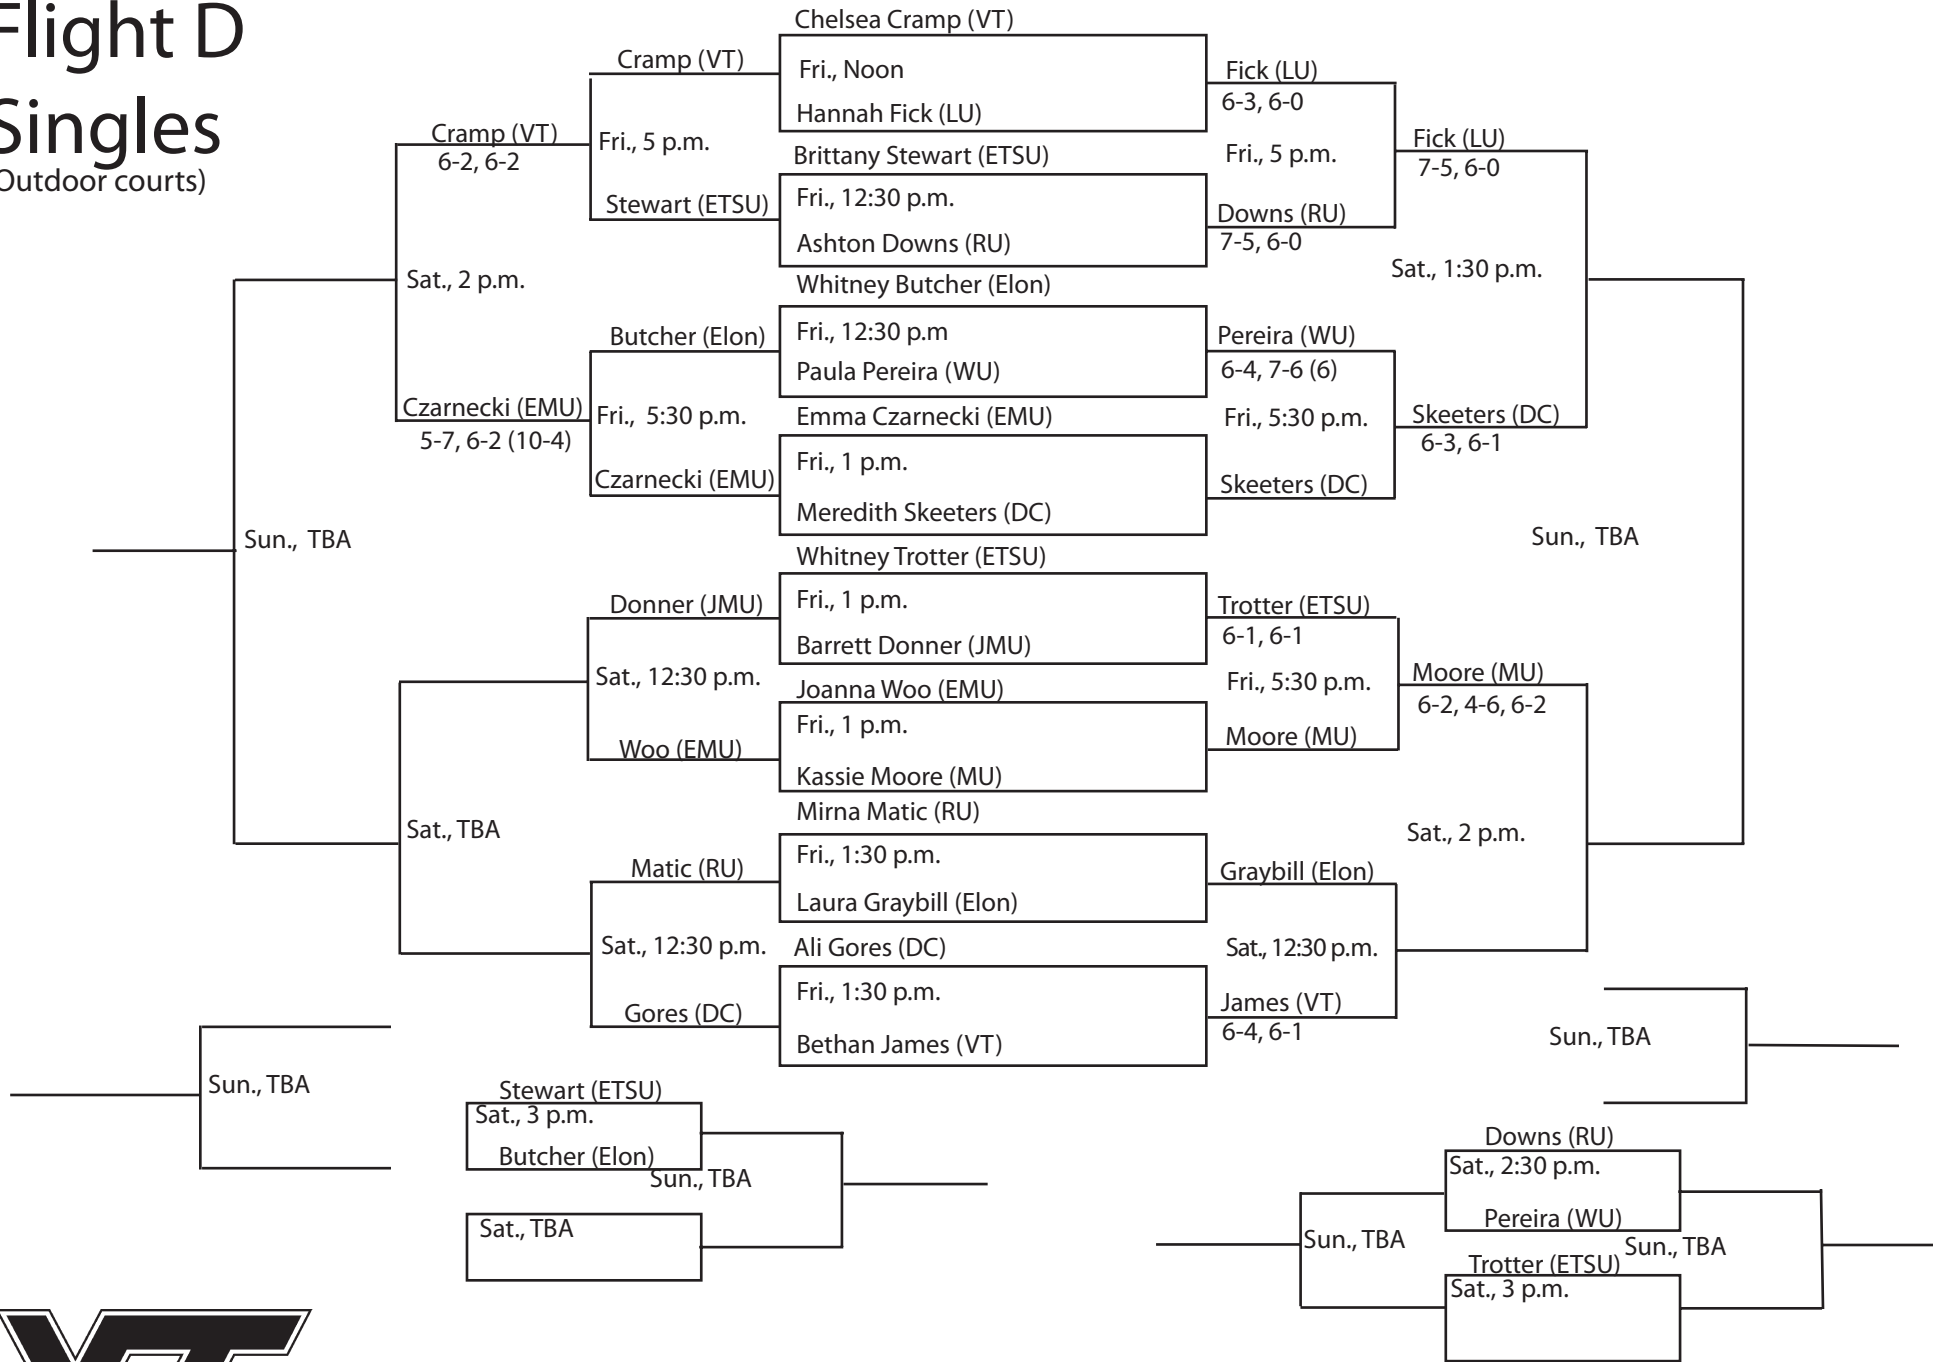 Flight D
Singles
(Outdoor courts)
Chelsea Cramp (VT)
Cramp (VT)
Fri., Noon
Fick (LU)
6-3, 6-0
Hannah Fick (LU)
Cramp (VT)
6-2, 6-2
Fri., 5 p.m.
Brittany Stewart (ETSU)
Fri., 5 p.m.
Fick (LU)
7-5, 6-0
Stewart (ETSU)
Fri., 12:30 p.m.
Downs (RU)
7-5, 6-0
Ashton Downs (RU)
Sat., 2 p.m.
Whitney Butcher (Elon)
Sat., 1:30 p.m.
Butcher (Elon)
Fri., 12:30 p.m
Pereira (WU)
6-4, 7-6 (6)
Paula Pereira (WU)
Czarnecki (EMU)
5-7, 6-2 (10-4)
Fri., 5:30 p.m.
Emma Czarnecki (EMU)
Fri., 5:30 p.m.
Skeeters (DC)
6-3, 6-1
Czarnecki (EMU)
Fri., 1 p.m.
Skeeters (DC)
Meredith Skeeters (DC)
Sun., TBA
Sun., TBA
Whitney Trotter (ETSU)
Donner (JMU)
Fri., 1 p.m.
Trotter (ETSU)
6-1, 6-1
Barrett Donner (JMU)
Sat., 12:30 p.m.
Joanna Woo (EMU)
Fri., 5:30 p.m.
Moore (MU)
6-2, 4-6, 6-2
Woo (EMU)
Fri., 1 p.m.
Moore (MU)
Kassie Moore (MU)
Sat., TBA
Mirna Matic (RU)
Sat., 2 p.m.
Matic (RU)
Fri., 1:30 p.m.
Graybill (Elon)
Laura Graybill (Elon)
Sat., 12:30 p.m.
Ali Gores (DC)
Sat., 12:30 p.m.
Gores (DC)
Fri., 1:30 p.m.
James (VT)
6-4, 6-1
Bethan James (VT)
Sun., TBA
Sun., TBA
Stewart (ETSU)
Sat., 3 p.m.
Butcher (Elon)
Sun., TBA
Sat., TBA
Downs (RU)
Sat., 2:30 p.m.
Pereira (WU)
Sun., TBA
Sun., TBA
Trotter (ETSU)
Sat., 3 p.m.